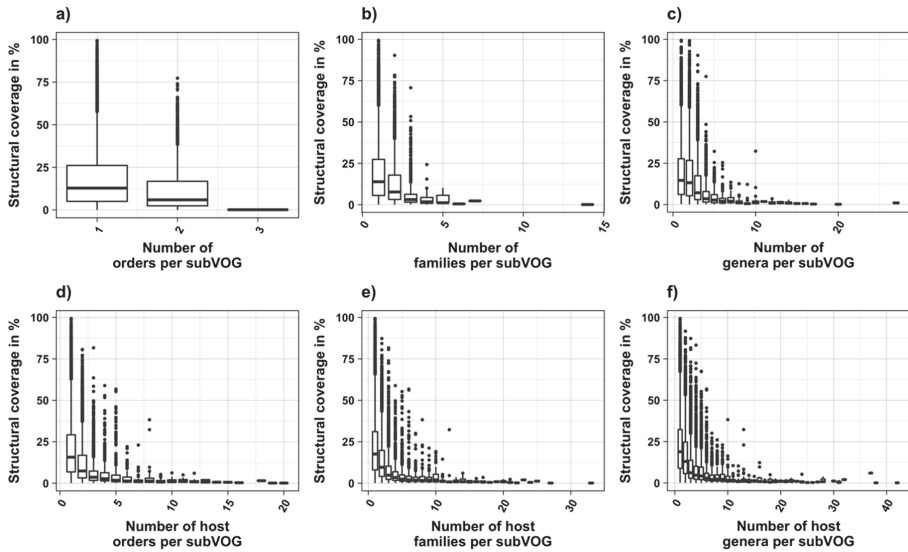 a)
Structural coverage in %
100
75
50
25
0
1
2
3
Number of
orders per subVOG
b)
Structural coverage in %
100
75
50
25
0
0
5
10
15
Number of
families per subVOG
c)
Structural coverage in %
100
75
50
25
0
0
10
20
Number of
genera per subVOG
d)
Structural coverage in %
100
75
50
25
0
0
5
10
15
20
Number of host
orders per subVOG
e)
Structural coverage in %
100
75
50
25
0
0
10
20
30
Number of host
families per subVOG
f)
Structural coverage in %
100
75
50
25
0
0
10
20
30
40
Number of host
genera per subVOG